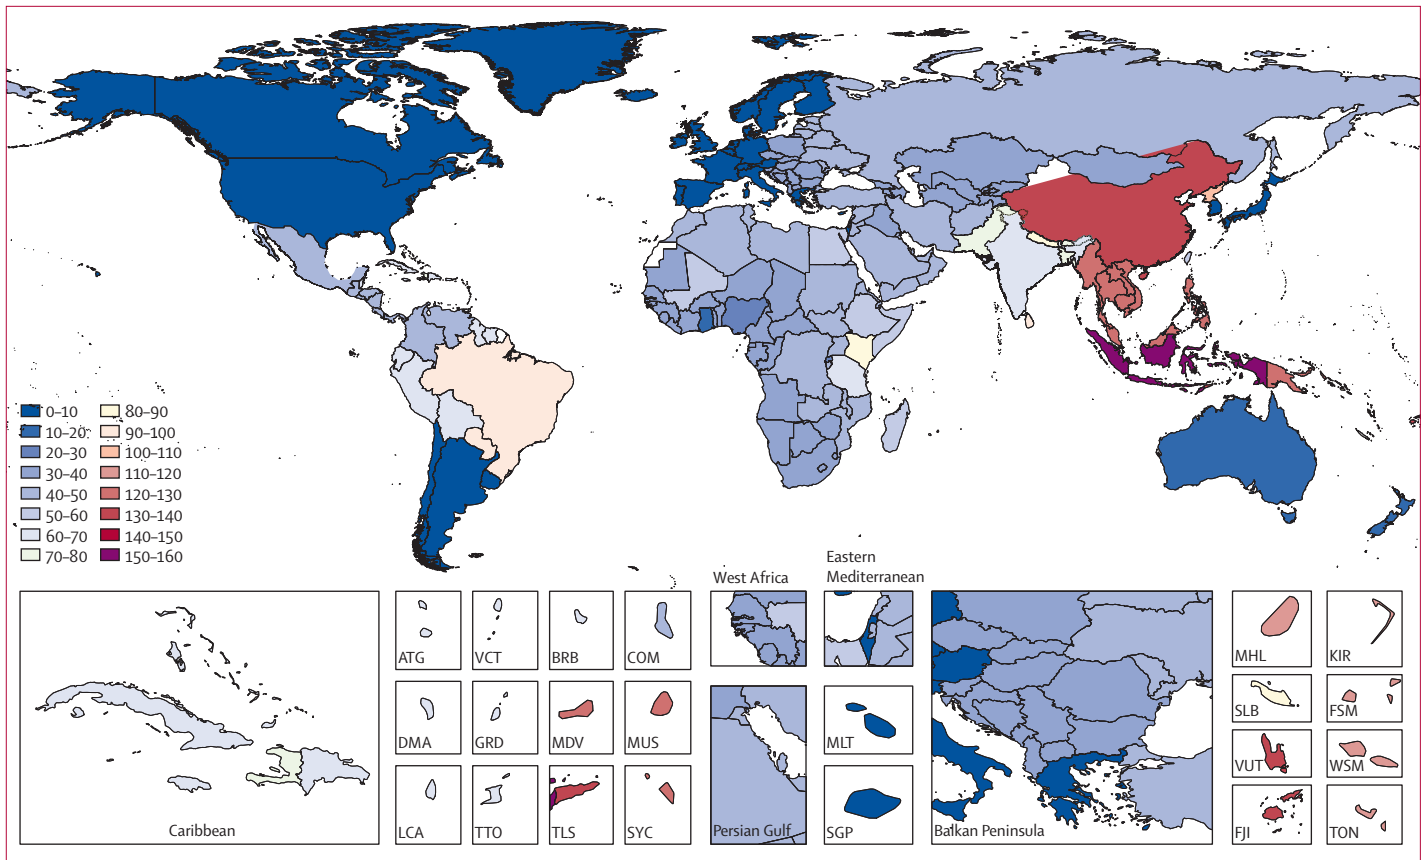 0–10
10–20
20–30
30–40
40–50
50–60
60–70
70–80
80–90
90–100
100–110
110–120
120–130
130–140
140–150
150–160
Caribbean
ATG
VCT
BRB
COM
DMA
GRD
MDV
MUS
LCA
TTO
TLS
SYC
West Africa
Eastern
Mediterranean
Persian Gulf
MLT
SGP
Balkan Peninsula
MHL
KIR
SLB
FSM
VUT
WSM
FJI
TON